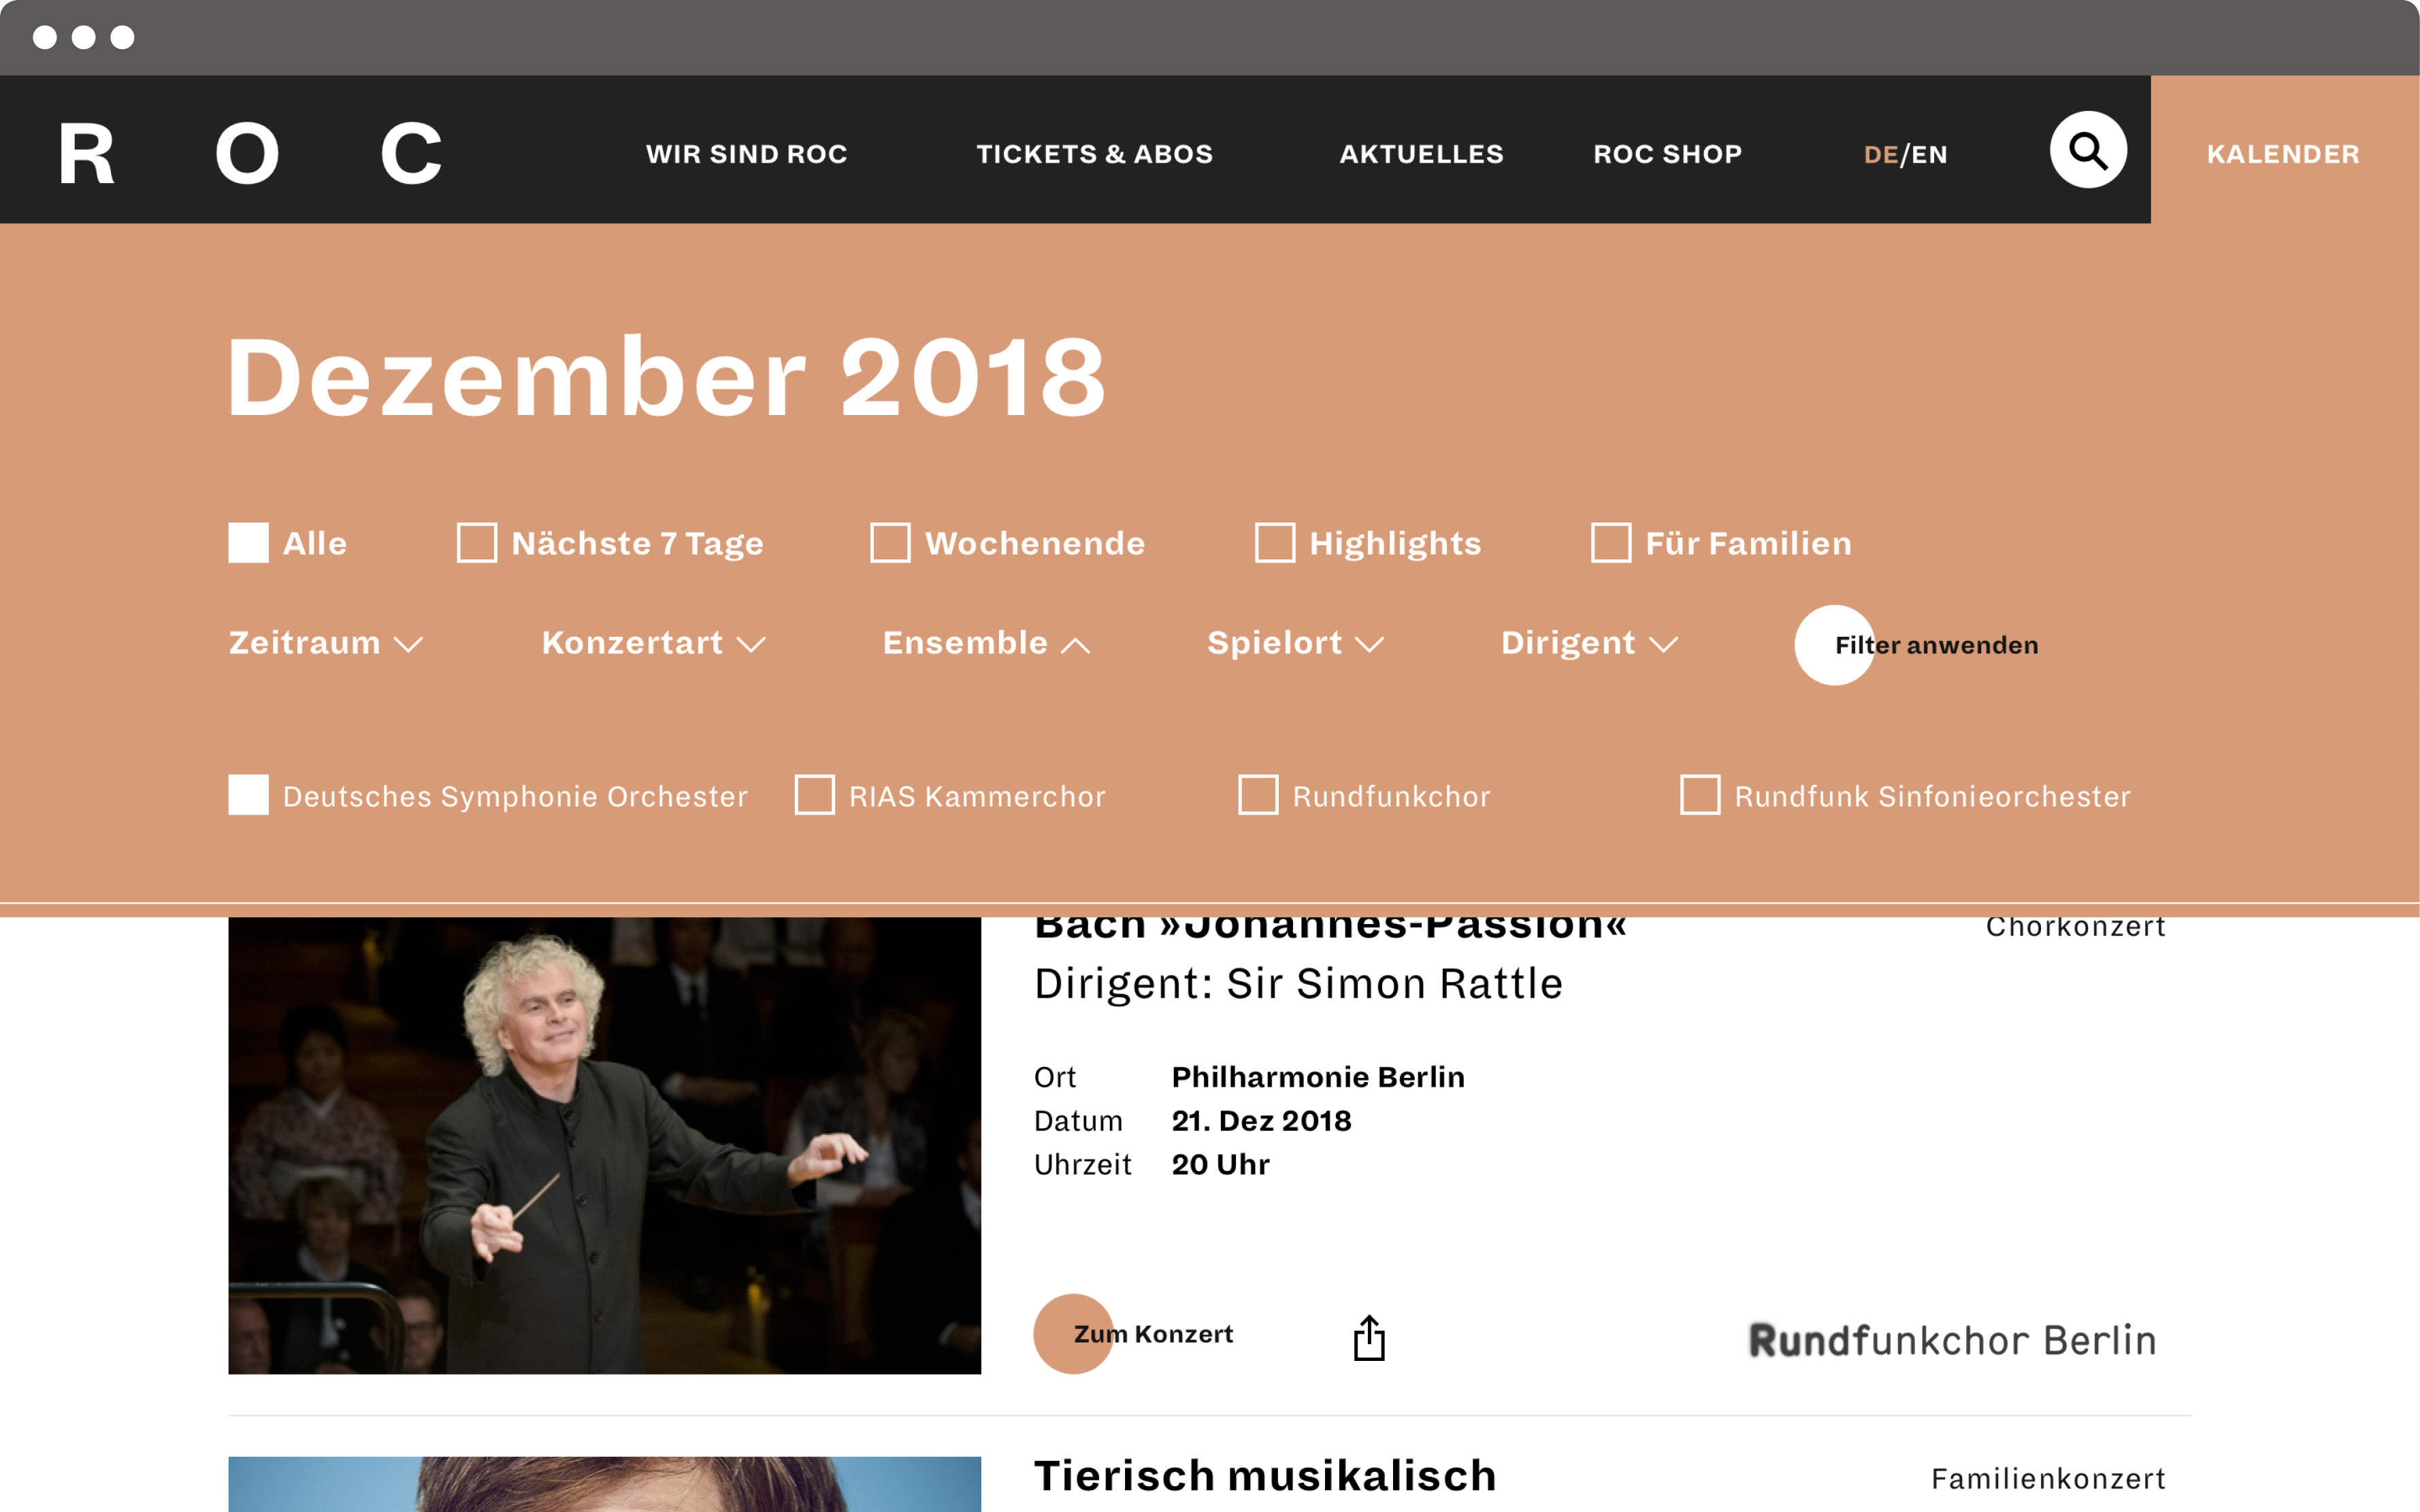 R O C WIR SIND ROC TICKETS & ABOS AKTUELLES ROC SHOP DE/EN KALENDER
Dezember 2018
Alle Nächste 7 Tage Wochenende Highlights Für Familien
Zeitraum Konzertart Ensemble Spielort Dirigent Filter anwenden
Deutsches Symphonie Orchester RIAS Kammerchor Rundfunkchor Rundfunk Sinfonieorchester
Bach »Johannes-Passion« Chorkonzert
Dirigent: Sir Simon Rattle
Ort Philharmonie Berlin
Datum 21. Dez 2018
Uhrzeit 20 Uhr
Zum Konzert Rundfunkchor Berlin
Tierisch musikalisch Familienkonzert